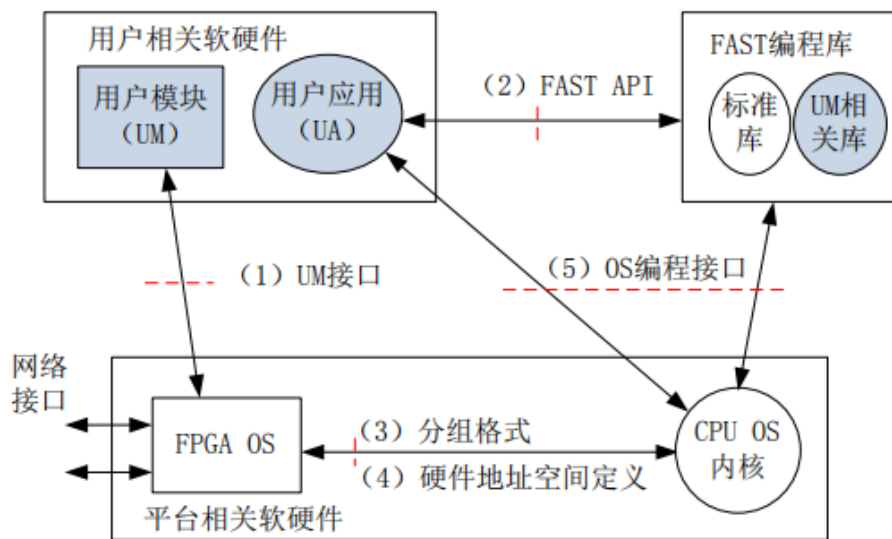 用户相关软硬件
FAST编程库
用户模块
（UM）
用户应用
（UA）
（2）FAST API
标准
库
UM相
关库
（1）UM接口
（5）OS编程接口
网络
接口
FPGA OS
（3）分组格式
（4）硬件地址空间定义
CPU OS
内核
平台相关软硬件